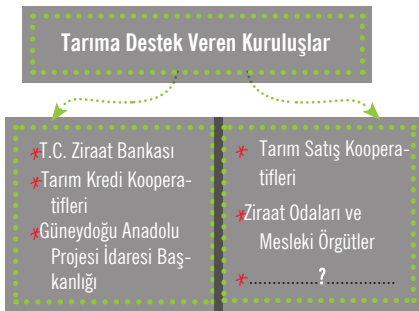 Tarıma Destek Veren Kuruluşlar
*T.C. Ziraat Bankası
*Tarım Kredi Koopera-
tifleri
*Güneydoğu Anadolu
Projesi İdaresi Baş-
kanlığı
* Tarım Satış Koopera-
tifleri
*Ziraat Odaları ve
Mesleki Örgütler
*...............?...............